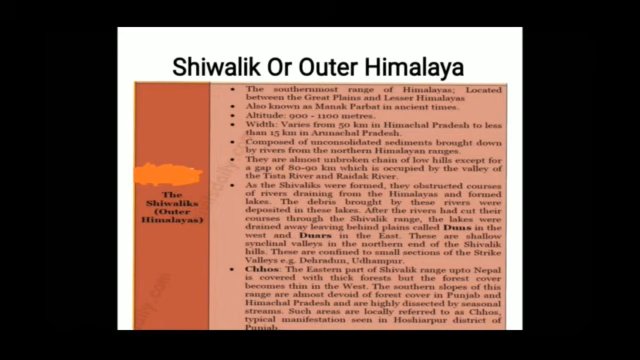 Shiwalik Or Outer Himalaya
The Shiwaliks (Outer Himalayas)
• The southernmost range of Himalayas; Located
between the Great Plains and Lesser Himalayas
• Also known as Manak Parbat in ancient times.
• Altitude: 900 - 1100 metres.
• Width: Varies from 50 km in Himachal Pradesh to less
than 15 km in Arunachal Pradesh.
• Composed of unconsolidated sediments brought down
by rivers from the northern Himalayan ranges.
• They are almost unbroken chain of low hills except for
a gap of 80-90 km which is occupied by the valley of
the Tista River and Raidak River.
• As the Shivaliks were formed, they obstructed courses
of rivers draining from the Himalayas and formed
lakes. The debris brought by these rivers were
deposited in these lakes. After the rivers had cut their
courses through the Shivalik range, the lakes were
drained away leaving behind plains called Duns in
the west and Duars in the East. These are shallow
synclinal valleys in the northern end of the Shivalik
hills. These are confined to small sections of the Strike
Valleys e.g. Dehradun, Udhampur.
• Chhos: The Eastern part of Shivalik range upto Nepal
is covered with thick forests but the forest cover
becomes thin in the West. The southern slopes of this
range are almost devoid of forest cover in Punjab and
Himachal Pradesh and are highly dissected by seasonal
streams. Such areas are locally referred to as Chhos,
typical manifestation seen in Hoshiarpur district of
Punjab.